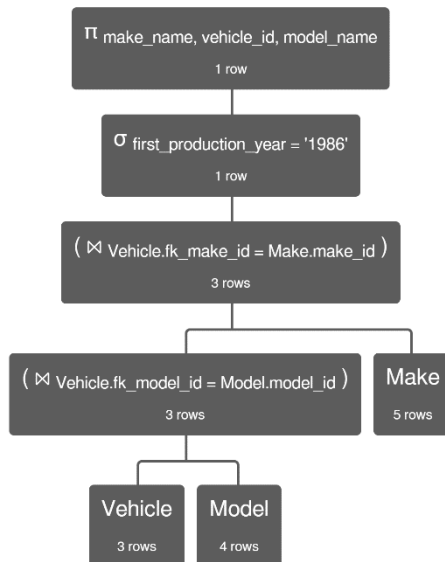 π make_name, vehicle_id, model_name
1 row
σ first_production_year = '1986'
1 row
( ⋈ Vehicle.fk_make_id = Make.make_id )
3 rows
( ⋈ Vehicle.fk_model_id = Model.model_id )
3 rows
Make
5 rows
Vehicle
3 rows
Model
4 rows